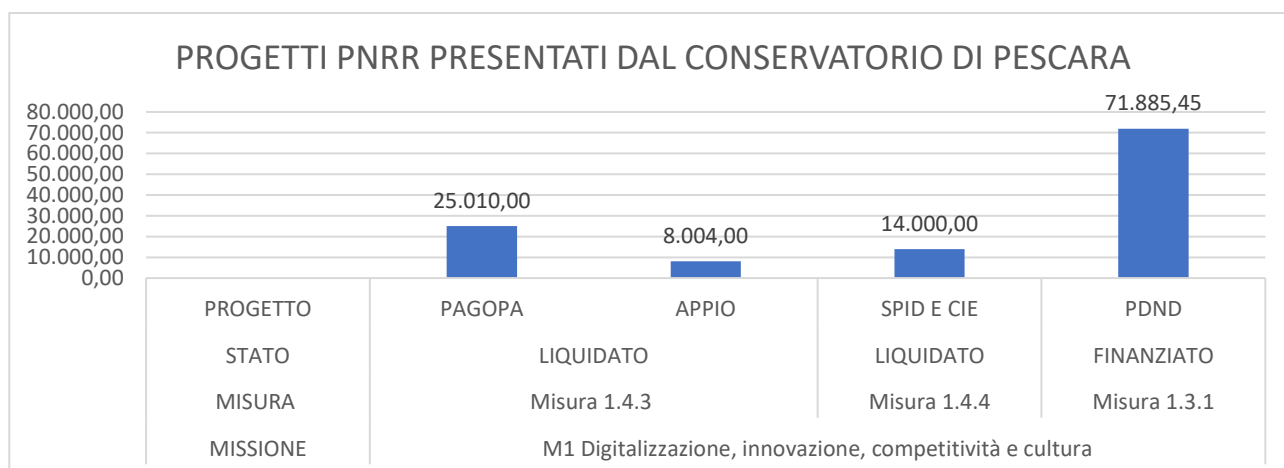 PROGETTI PNRR PRESENTATI DAL CONSERVATORIO DI PESCARA
80.000,00
70.000,00
60.000,00
50.000,00
40.000,00
30.000,00
20.000,00
10.000,00
0,00
25.010,00
8.004,00
14.000,00
71.885,45
PROGETTO PAGOPA APPIO SPID E CIE PDND
STATO LIQUIDATO LIQUIDATO FINANZIATO
MISURA Misura 1.4.3 Misura 1.4.4 Misura 1.3.1
MISSIONE M1 Digitalizzazione, innovazione, competitività e cultura